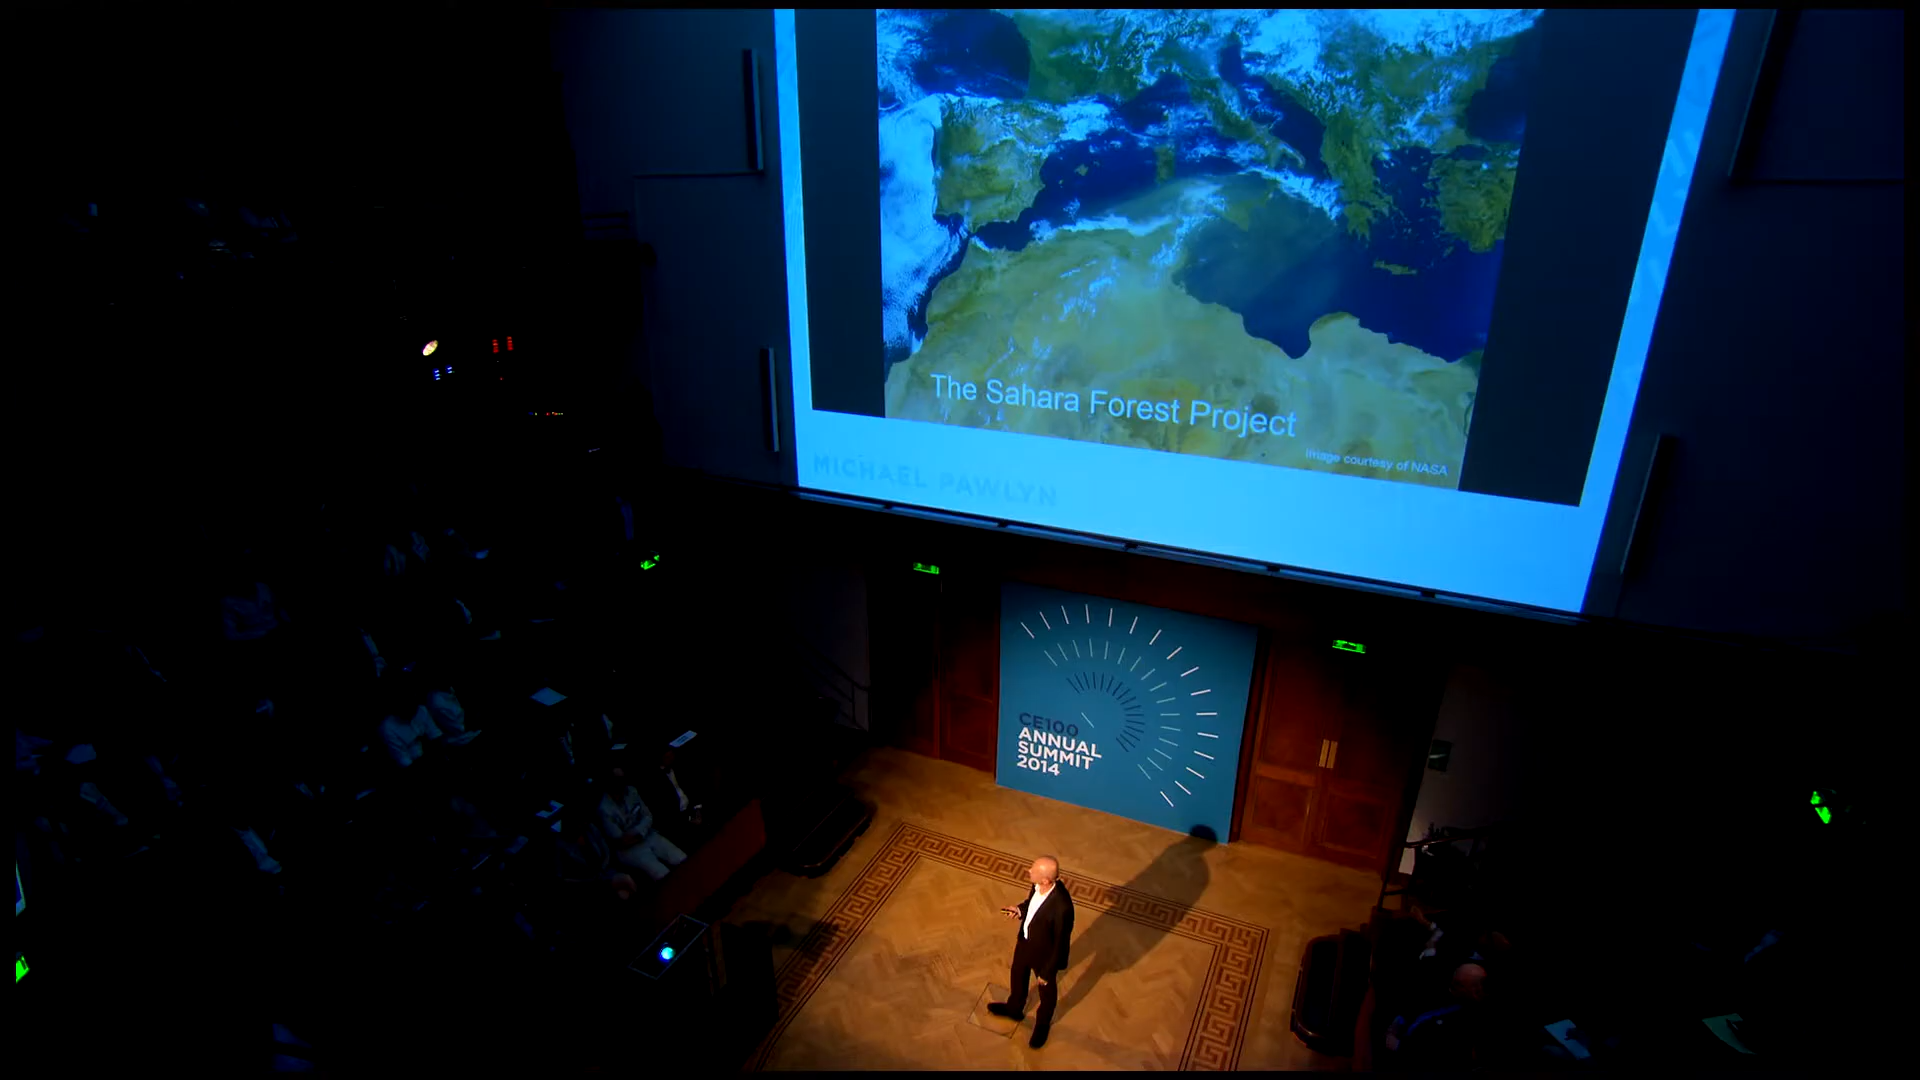 The Sahara Forest Project
Image courtesy of NASA
MICHAEL PAWLYN
CE100
ANNUAL
SUMMIT
2014